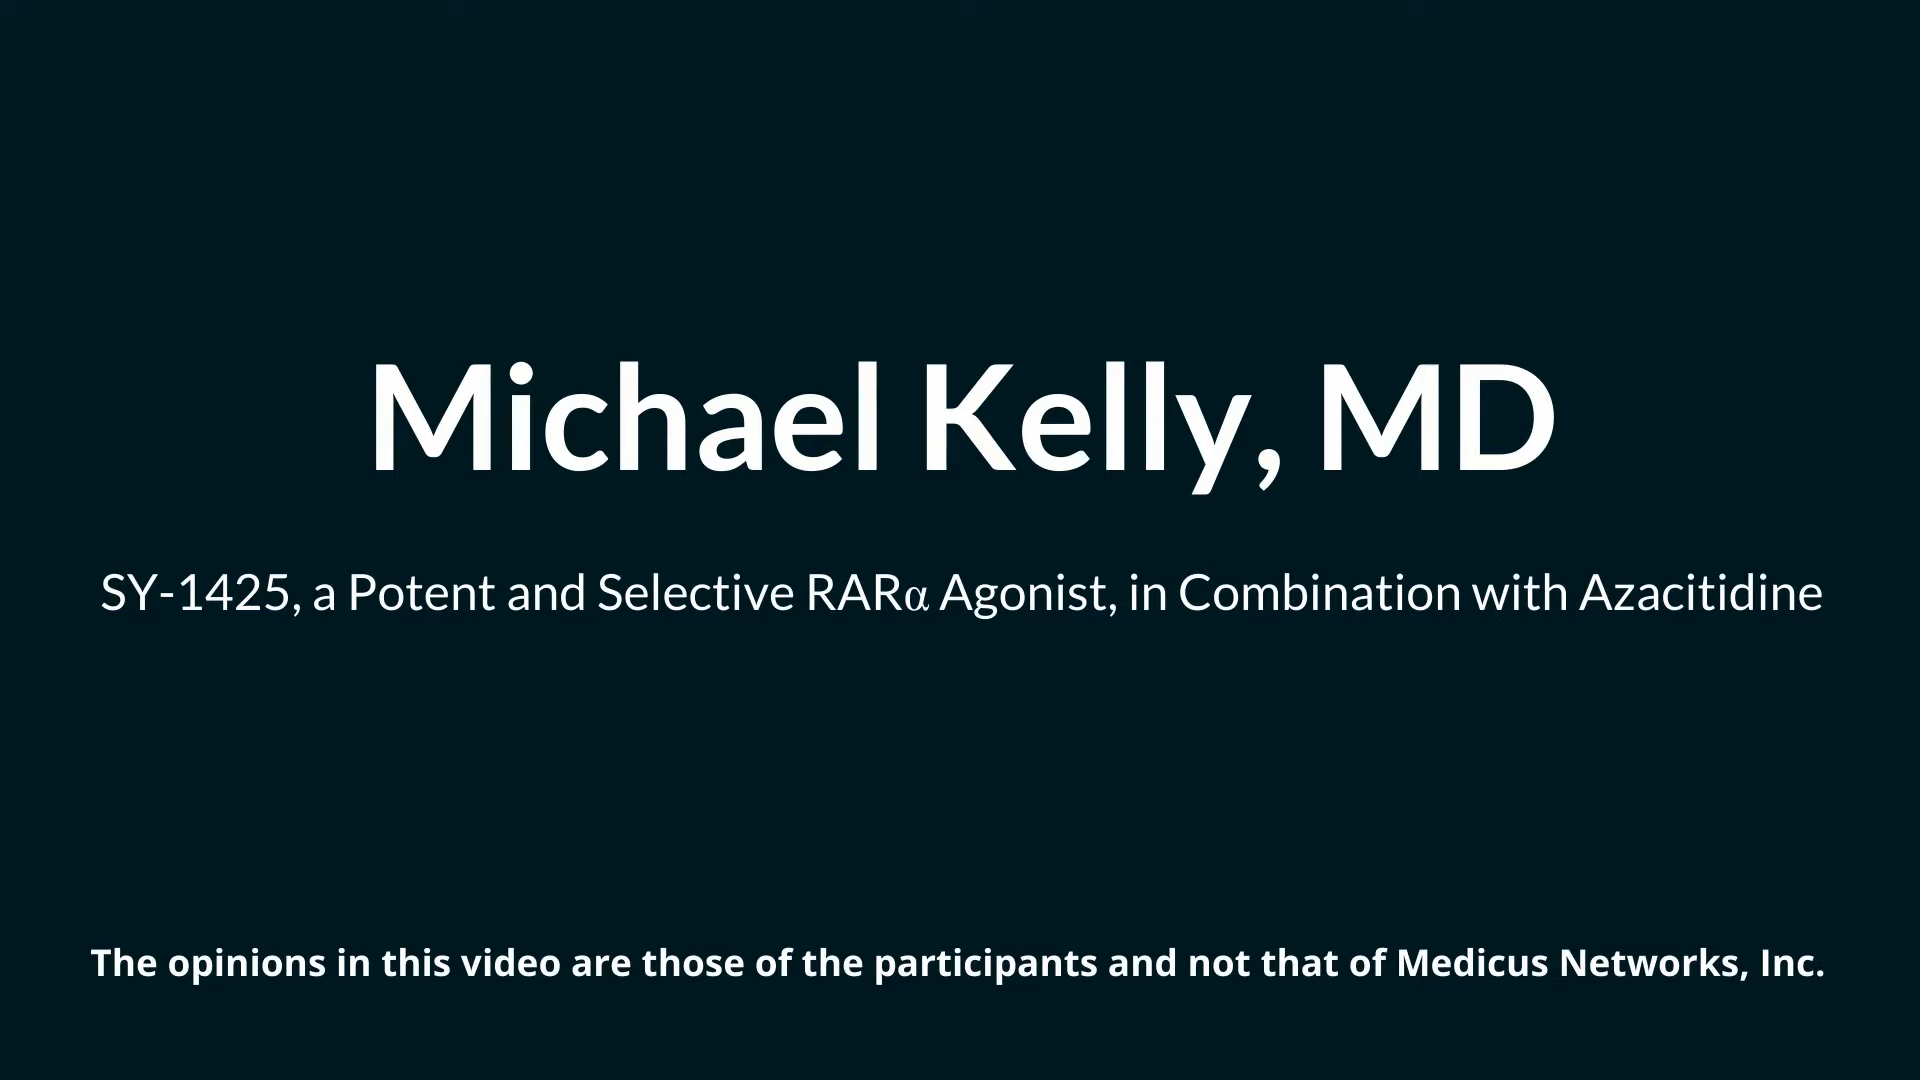 Michael Kelly, MD
SY-1425, a Potent and Selective RARα Agonist, in Combination with Azacitidine
The opinions in this video are those of the participants and not that of Medicus Networks, Inc.